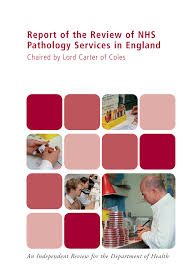 Report of the Review of NHS
Pathology Services in England
Chaired by Lord Carter of Coles
An Independent Review for the Department of Health